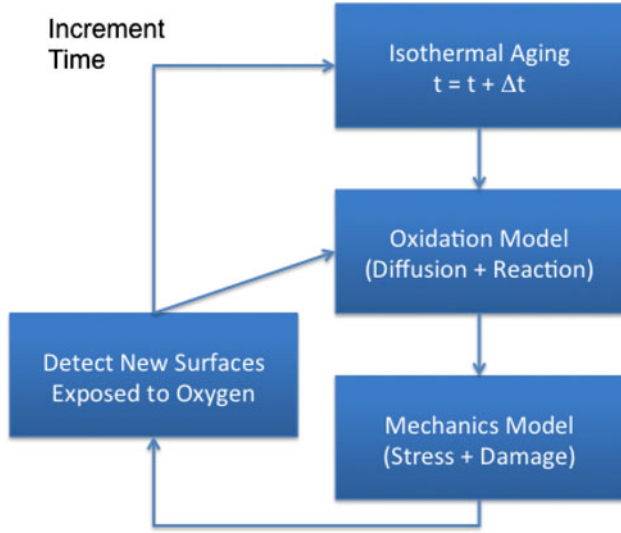 Increment
Time
Isothermal Aging
t = t + Δt
Oxidation Model
(Diffusion + Reaction)
Detect New Surfaces
Exposed to Oxygen
Mechanics Model
(Stress + Damage)